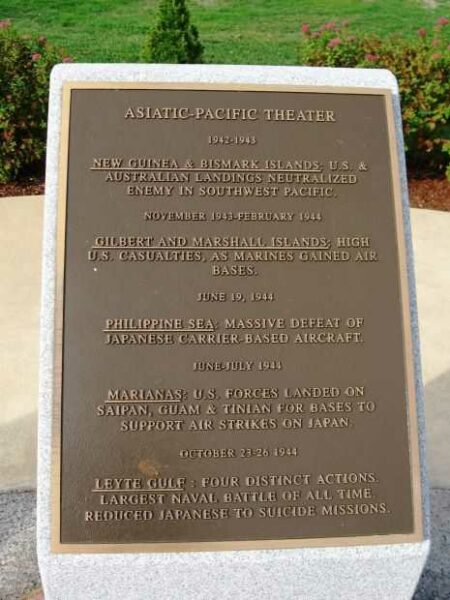 ASIATIC-PACIFIC THEATER
1942-1943
NEW GUINEA & BISMARK ISLANDS; U.S. &
AUSTRALIAN LANDINGS NEUTRALIZED
ENEMY IN SOUTHWEST PACIFIC.
NOVEMBER 1943-FEBRUARY 1944
GILBERT AND MARSHALL ISLANDS; HIGH
U.S. CASUALTIES, AS MARINES GAINED AIR
BASES.
JUNE 19, 1944
PHILIPPINE SEA: MASSIVE DEFEAT OF
JAPANESE CARRIER-BASED AIRCRAFT.
JUNE-JULY 1944
MARIANAS: U.S. FORCES LANDED ON
SAIPAN, GUAM & TINIAN FOR BASES TO
SUPPORT AIR STRIKES ON JAPAN.
OCTOBER 23-26 1944
LEYTE GULF : FOUR DISTINCT ACTIONS.
LARGEST NAVAL BATTLE OF ALL TIME
REDUCED JAPANESE TO SUICIDE MISSIONS.